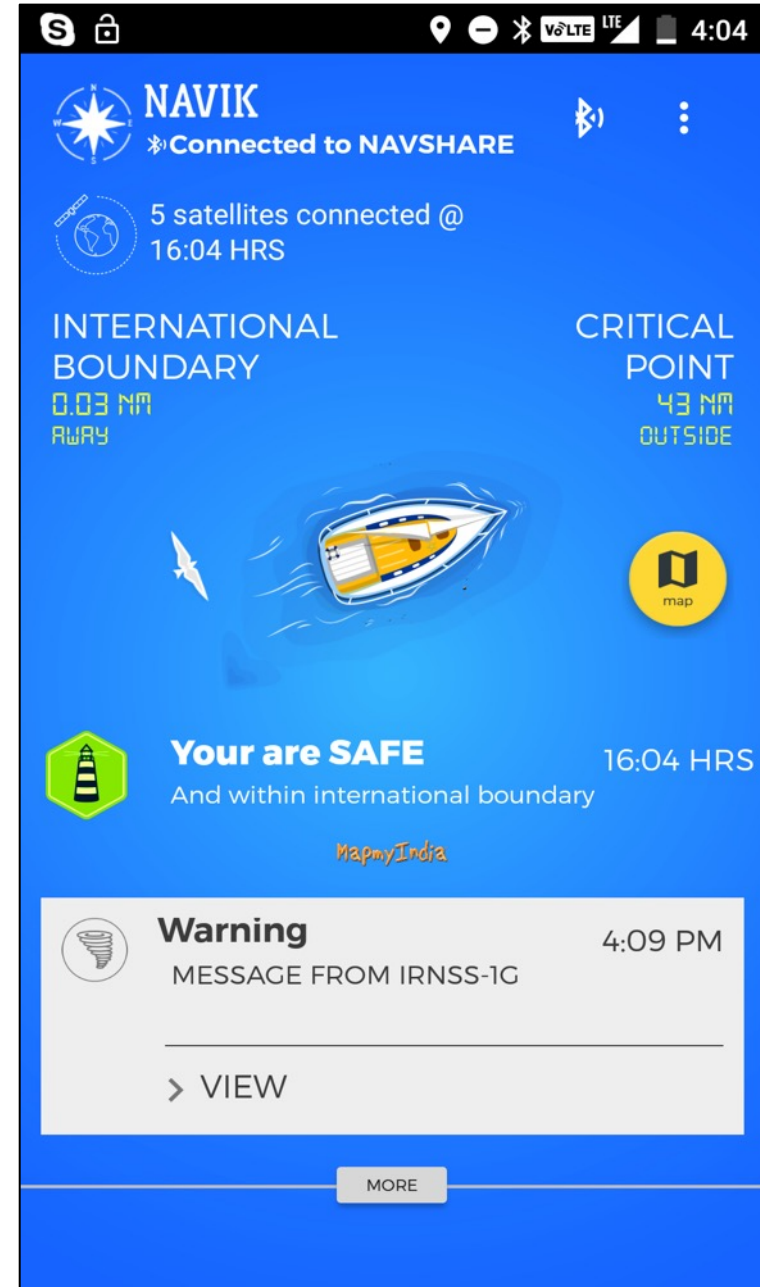 S VoLTE LTE 4:04
NAVIK
Connected to NAVSHARE
5 satellites connected @
16:04 HRS
INTERNATIONAL
BOUNDARY
0.03 NM
AWAY
CRITICAL
POINT
43 NM
OUTSIDE
map
Your are SAFE
16:04 HRS
And within international boundary
MapmyIndia
Warning
4:09 PM
MESSAGE FROM IRNSS-1G
> VIEW
MORE